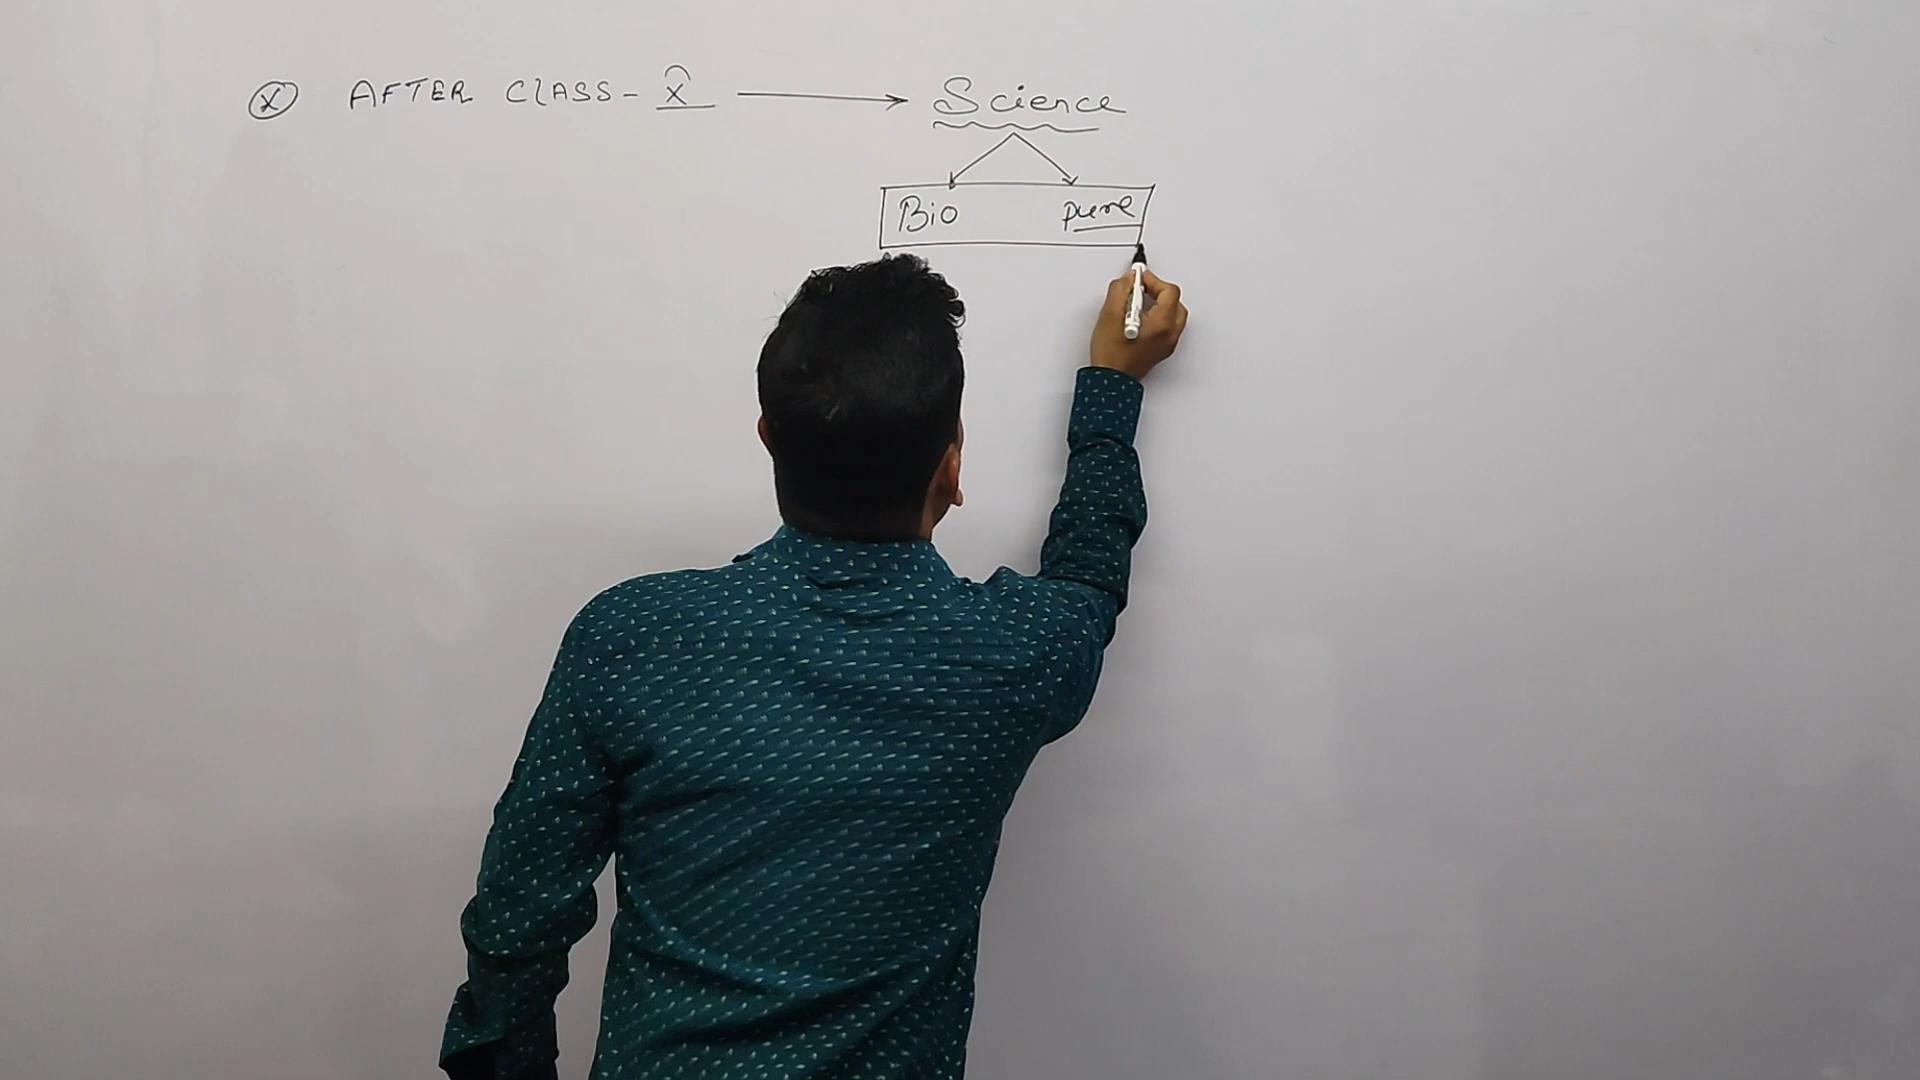 (x) AFTER CLASS - X → Science
Bio pure